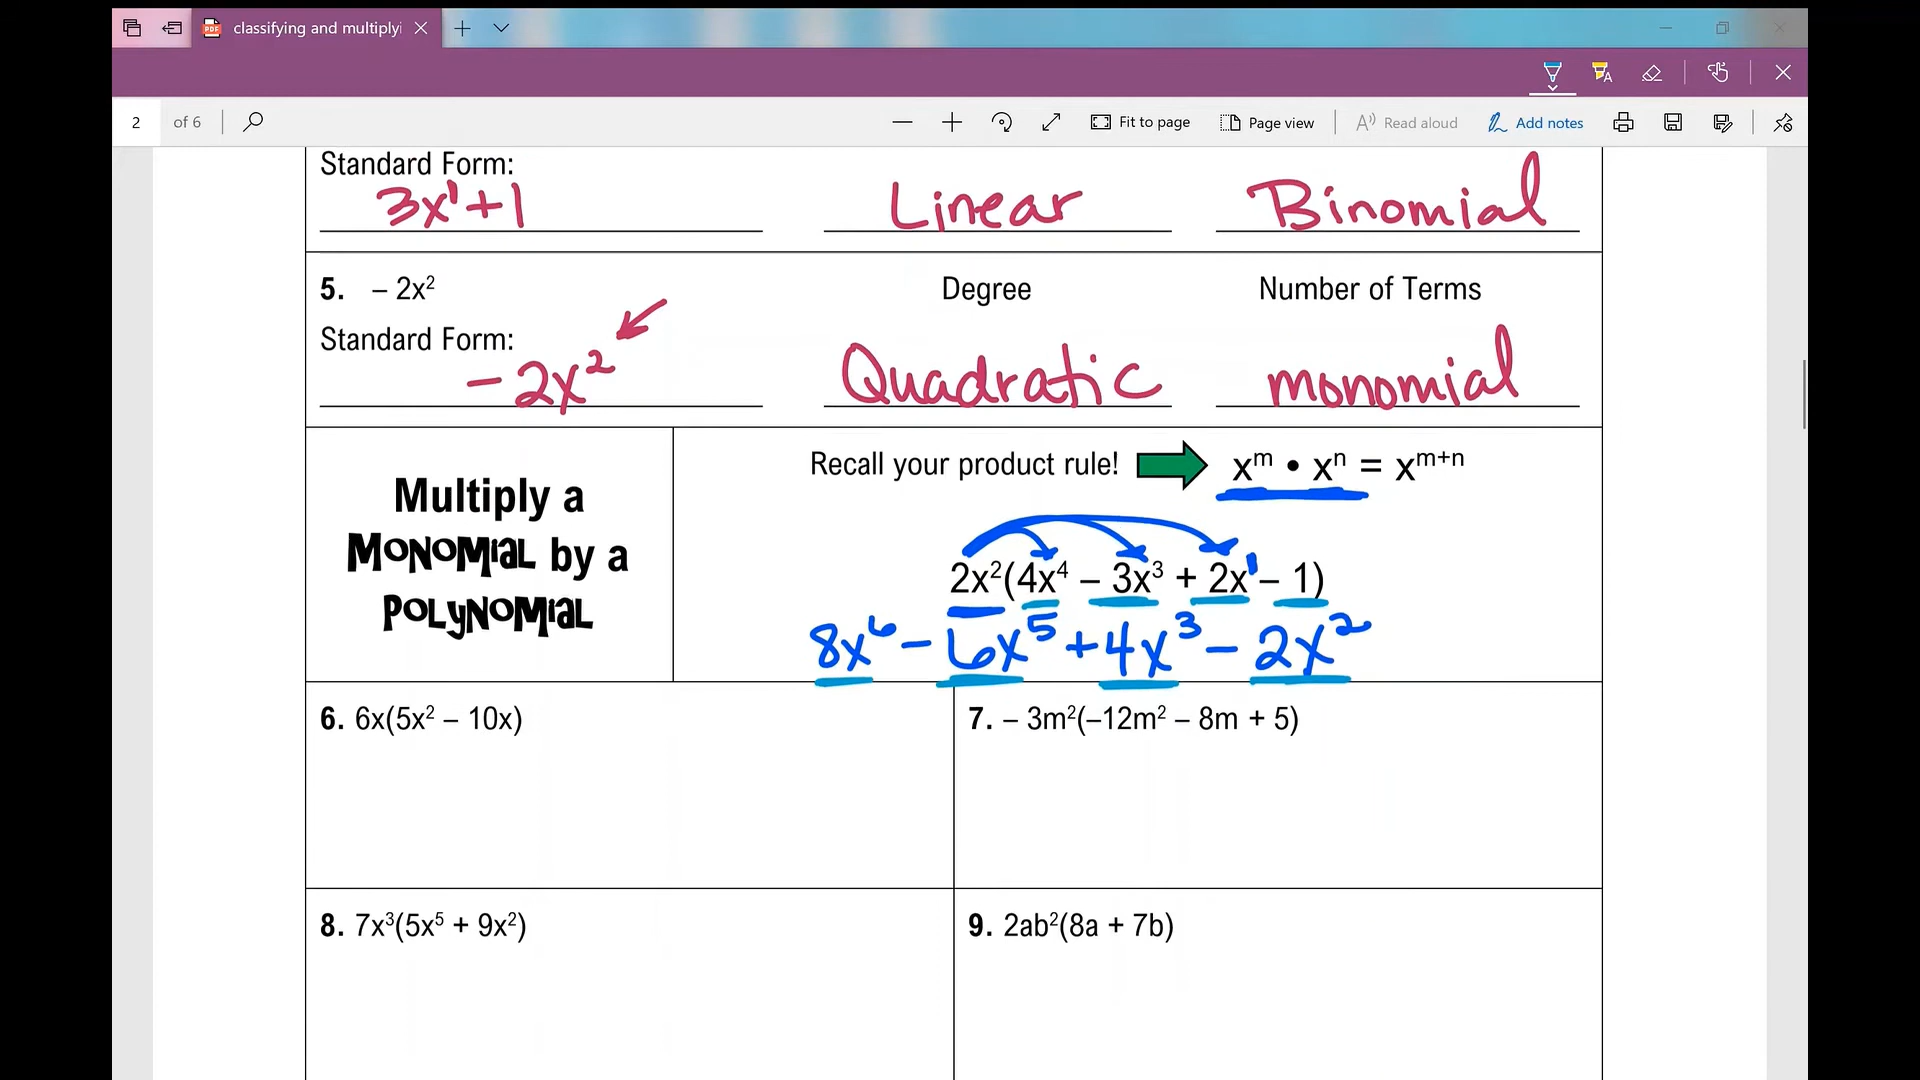 classifying and multiplyi
2 of 6
Fit to page
Page view
Read aloud
Add notes
Standard Form:
3x¹+1 Linear Binomial
5. – 2x² Degree Number of Terms
Standard Form:
-2x² Quadratic monomial
Recall your product rule! xᵐ • xⁿ = xᵐ⁺ⁿ
Multiply a
MONOMIAL by a
POLYNOMIAL
2x²(4x⁴ – 3x³ + 2x¹ – 1)
8x⁶ - 6x⁵ + 4x³ - 2x²
6. 6x(5x² – 10x)
7. – 3m²(–12m² – 8m + 5)
8. 7x³(5x⁵ + 9x²)
9. 2ab²(8a + 7b)